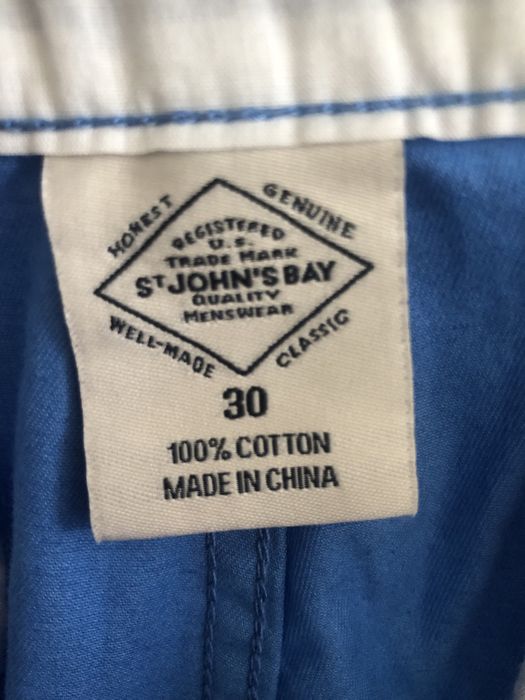 HONEST
GENUINE
REGISTERED
U.S.
TRADE MARK
ST JOHN'S BAY
QUALITY
MENSWEAR
WELL-MADE
CLASSIC
30
100% COTTON
MADE IN CHINA